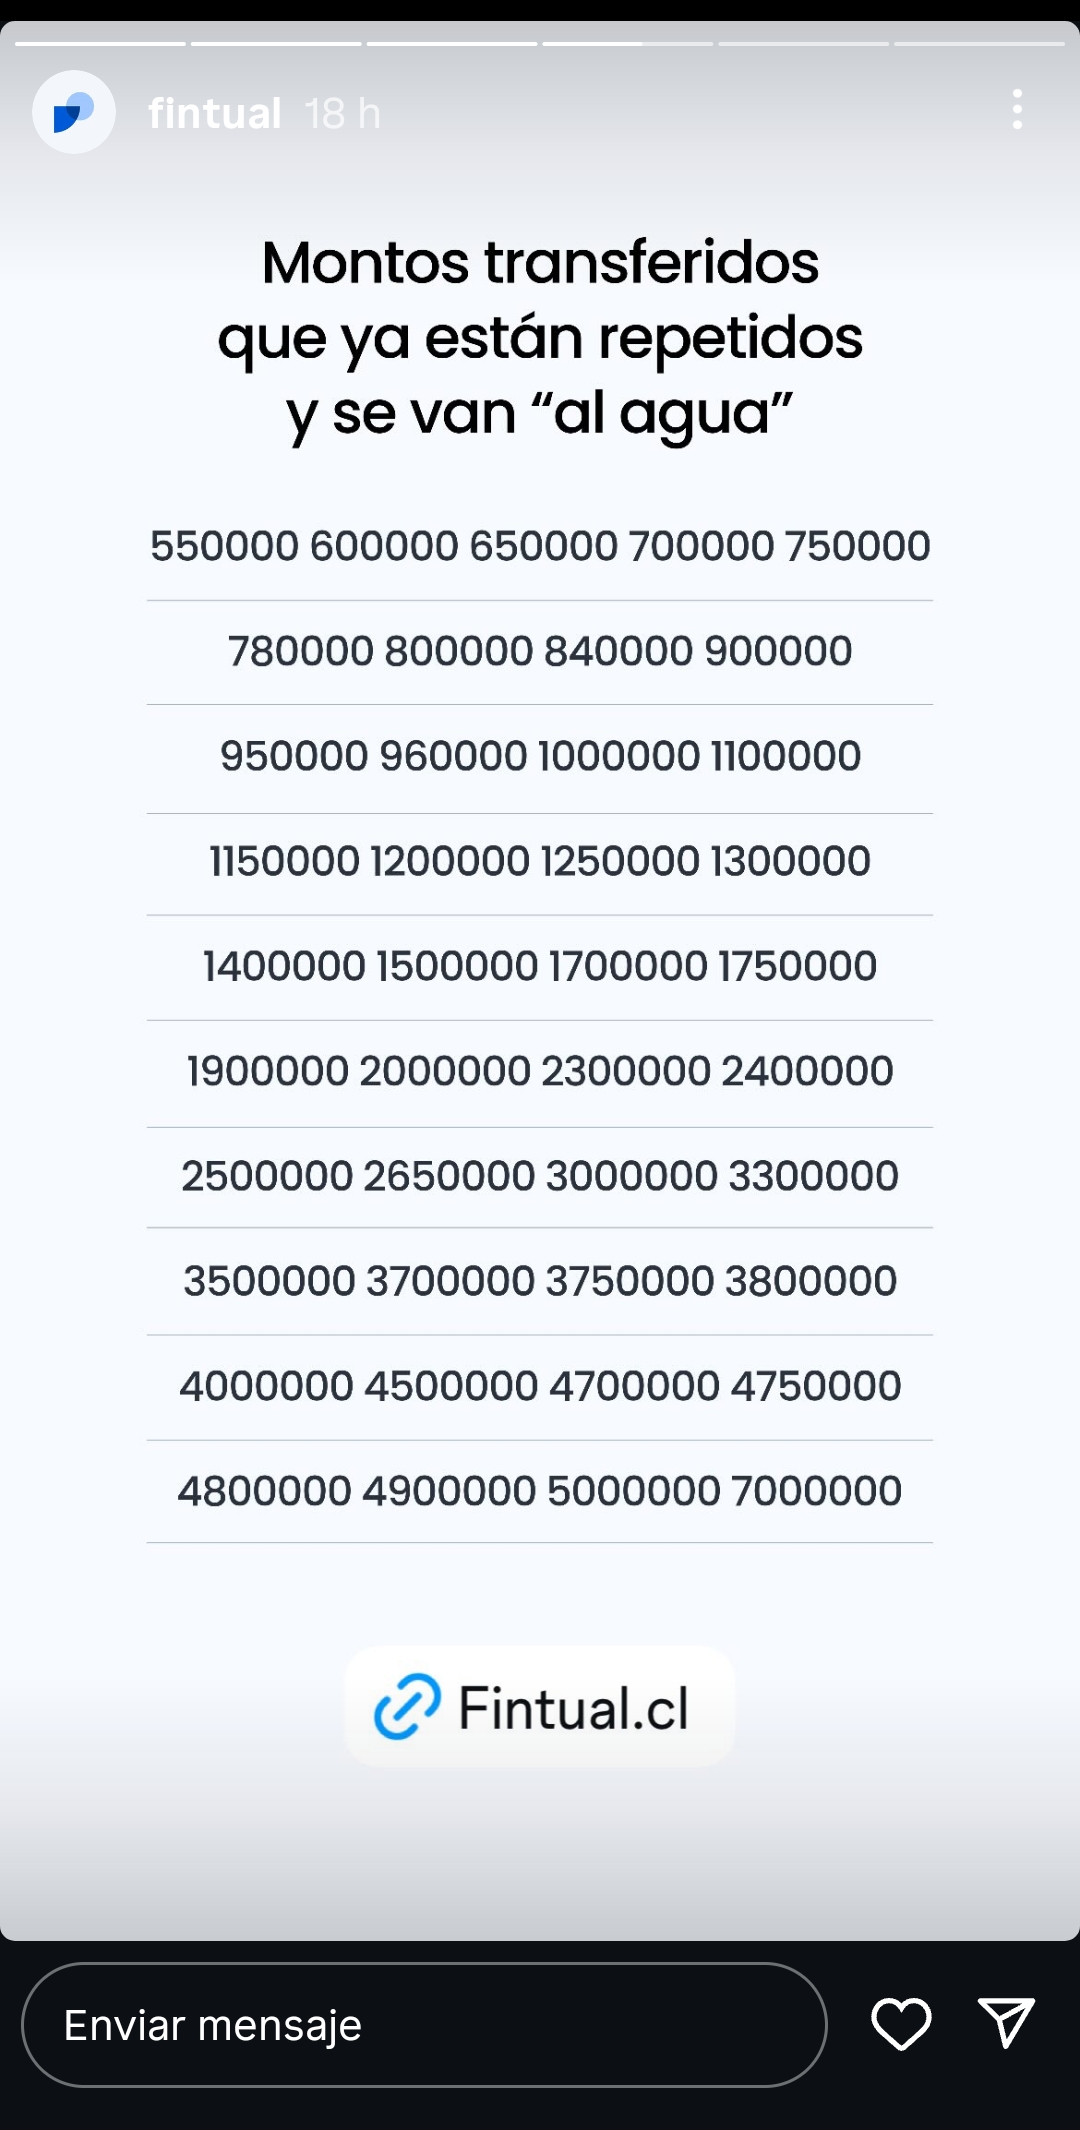 fintual 18 h
Montos transferidos
que ya están repetidos
y se van “al agua”
550000 600000 650000 700000 750000
780000 800000 840000 900000
950000 960000 1000000 1100000
1150000 1200000 1250000 1300000
1400000 1500000 1700000 1750000
1900000 2000000 2300000 2400000
2500000 2650000 3000000 3300000
3500000 3700000 3750000 3800000
4000000 4500000 4700000 4750000
4800000 4900000 5000000 7000000
Fintual.cl
Enviar mensaje